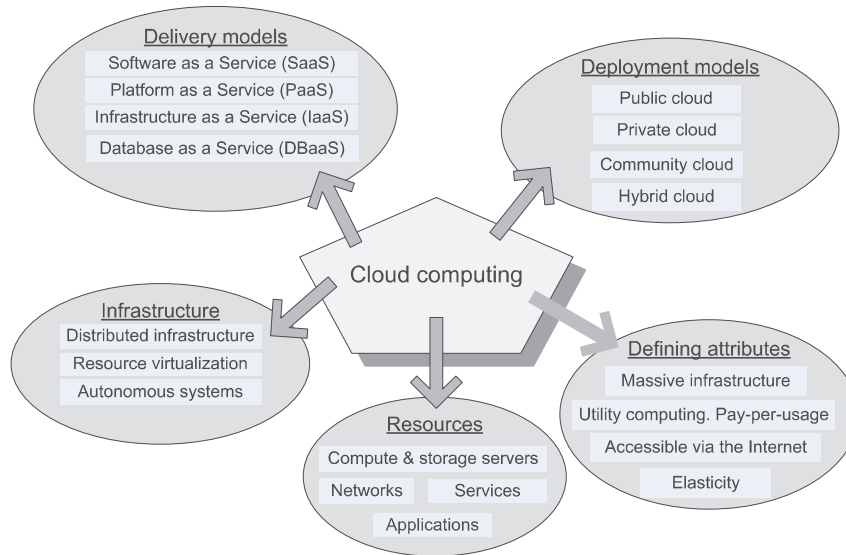 Delivery models
Software as a Service (SaaS)
Platform as a Service (PaaS)
Infrastructure as a Service (IaaS)
Database as a Service (DBaaS)
Deployment models
Public cloud
Private cloud
Community cloud
Hybrid cloud
Cloud computing
Infrastructure
Distributed infrastructure
Resource virtualization
Autonomous systems
Resources
Compute & storage servers
Networks
Services
Applications
Defining attributes
Massive infrastructure
Utility computing. Pay-per-usage
Accessible via the Internet
Elasticity